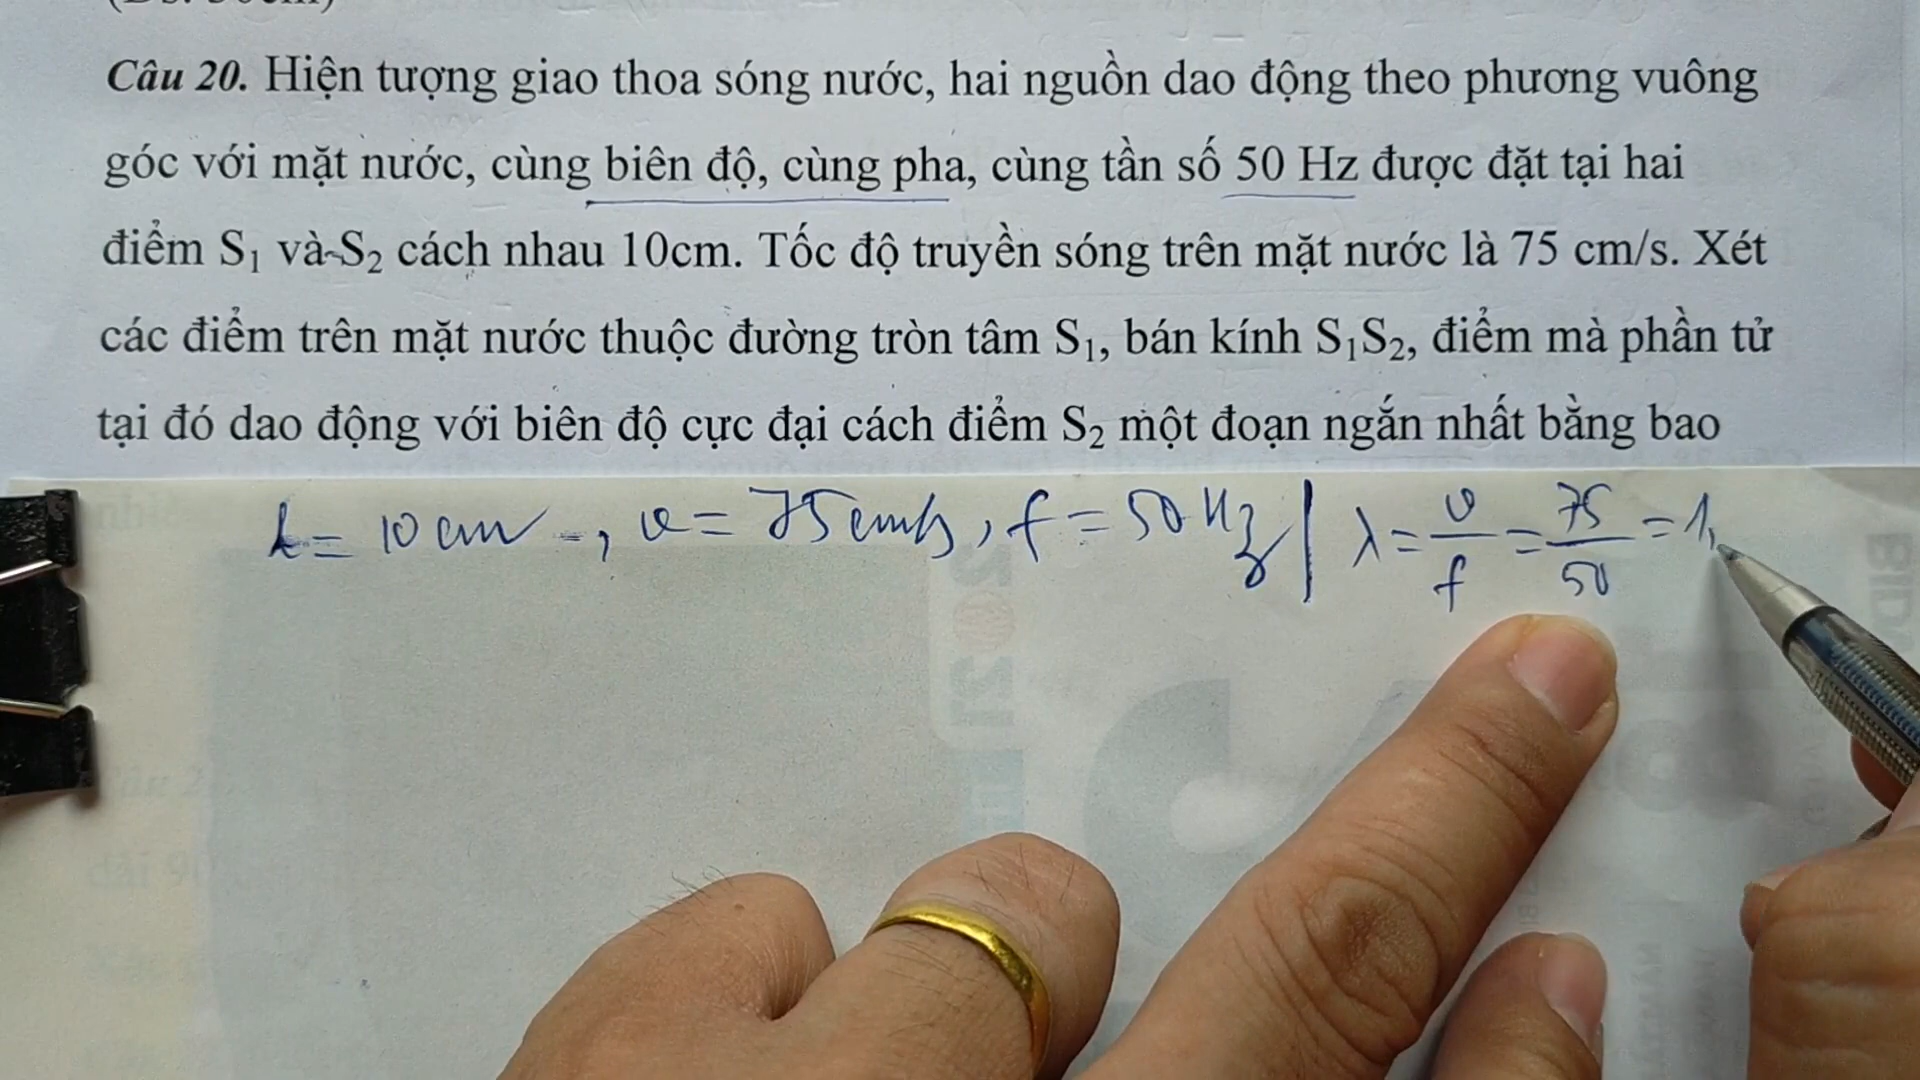 Câu 20. Hiện tượng giao thoa sóng nước, hai nguồn dao động theo phương vuông
góc với mặt nước, cùng biên độ, cùng pha, cùng tần số 50 Hz được đặt tại hai
điểm S₁ và S₂ cách nhau 10cm. Tốc độ truyền sóng trên mặt nước là 75 cm/s. Xét
các điểm trên mặt nước thuộc đường tròn tâm S₁, bán kính S₁S₂, điểm mà phần tử
tại đó dao động với biên độ cực đại cách điểm S₂ một đoạn ngắn nhất bằng bao
= 10 cm, v = 75 cm/s, f = 50 Hz | λ = v/f = 75/50 = 1,